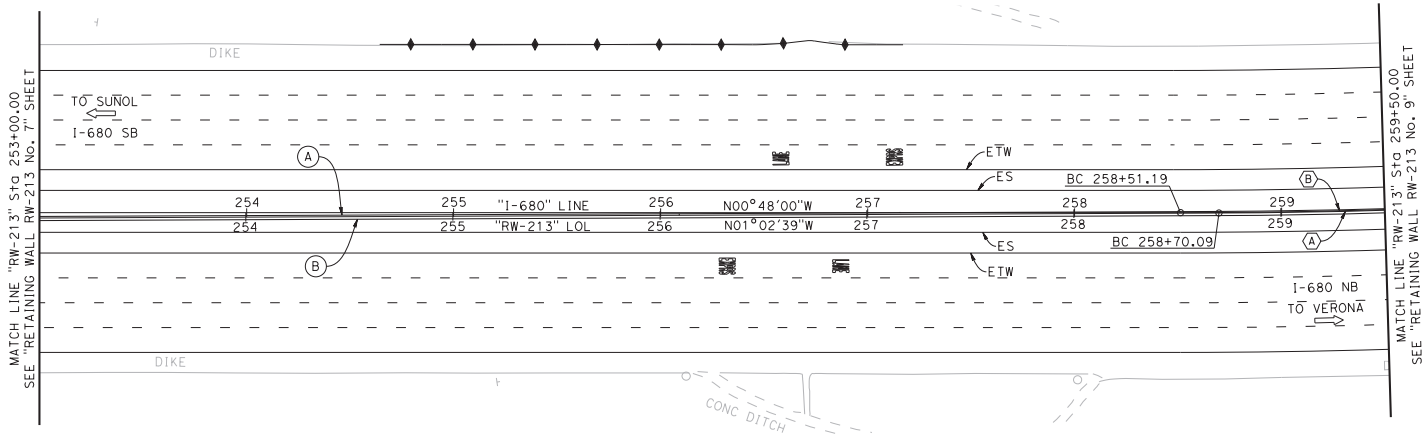 MATCH LINE "RW-213" Sta 253+00.00
SEE "RETAINING WALL RW-213 No. 7" SHEET
DIKE
TO SUNOL
I-680 SB
A
ETW
ES
BC 258+51.19
B
254 255 "I-680" LINE 256 N00°48'00"W 257 258 259
254 255 "RW-213" LOL 256 N01°02'39"W 257 258 259
B
ES
BC 258+70.09
A
ETW
I-680 NB
TO VERONA
DIKE
CONC DITCH
MATCH LINE "RW-213" Sta 259+50.00
SEE "RETAINING WALL RW-213 No. 9" SHEET